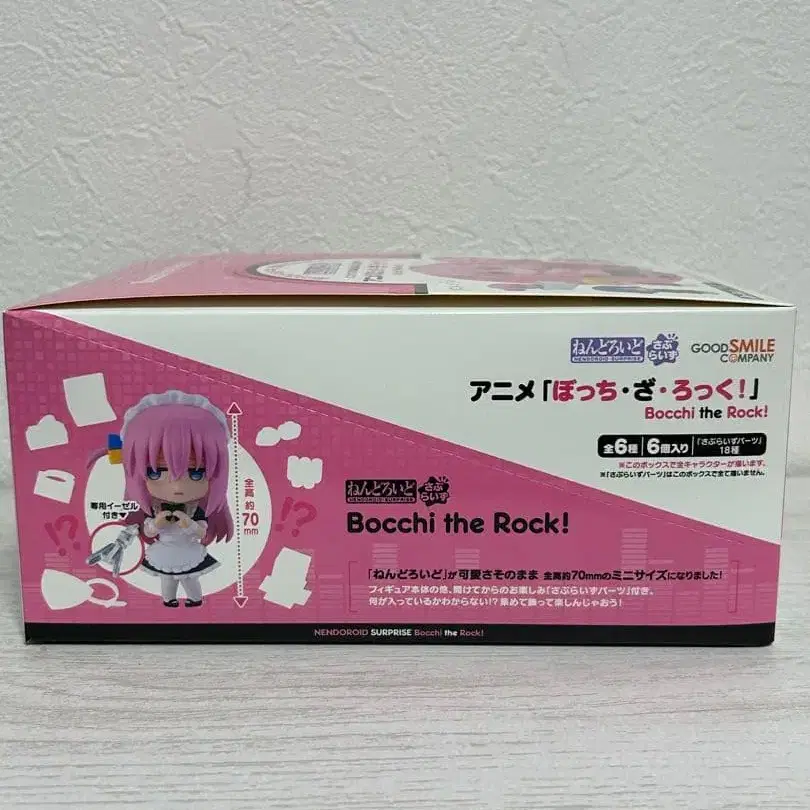 ねんどろいど
NENDOROID SURPRISE
さぷらいず
GOOD SMILE
COMPANY
アニメ「ぼっち・ざ・ろっく!」
Bocchi the Rock!
全6種
6個入り
「さぷらいずパーツ」
18種
※このボックスで全キャラクターが揃います。
※「さぷらいずパーツ」はこのボックスで全て揃いません。
専用イーゼル
付き▼
全高 約70mm
!?
!?
ねんどろいど
NENDOROID SURPRISE
さぷらいず
Bocchi the Rock!
「ねんどろいど」が可愛さそのまま 全高約70mmのミニサイズになりました!
フィギュア本体の他、開けてからのお楽しみ「さぷらいずパーツ」付き。
何が入っているかわからない!? 集めて飾って楽しんじゃおう!
NENDOROID SURPRISE Bocchi the Rock!